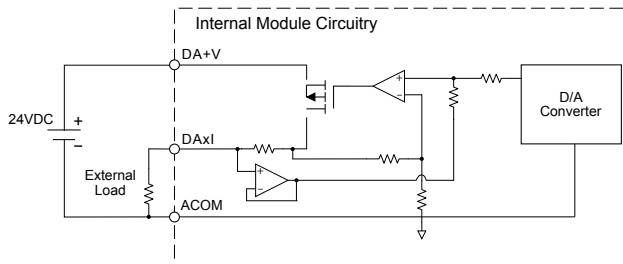 Internal Module Circuitry
DA+V
D/A
Converter
24VDC
+
−
+
−
DAxI
External
Load
+
−
ACOM